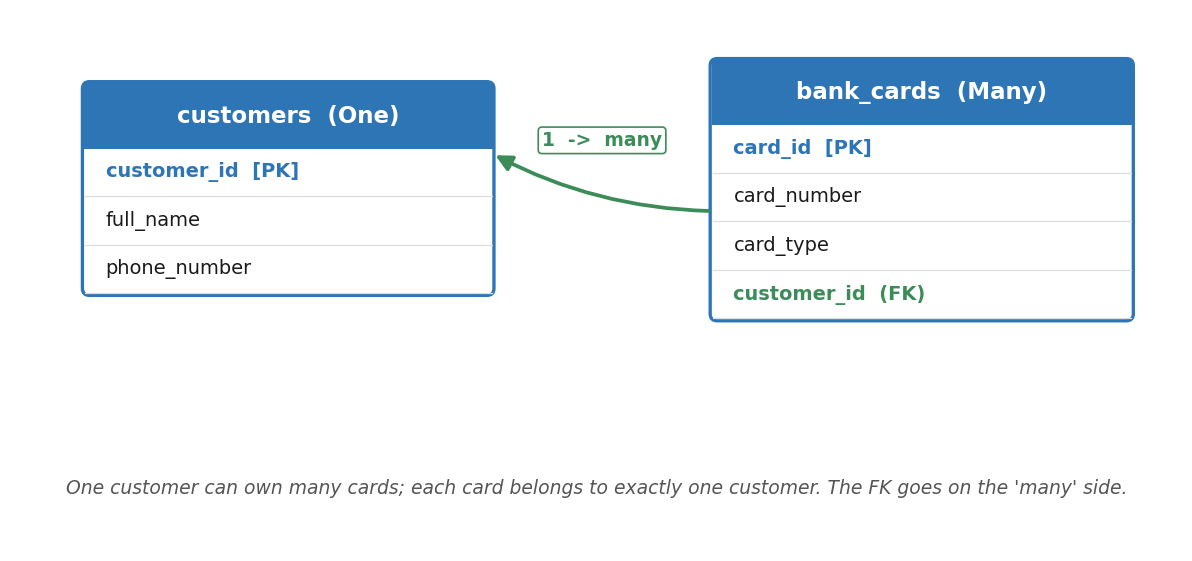 customers  (One)
customer_id  [PK]
full_name
phone_number
1  ->  many
bank_cards  (Many)
card_id  [PK]
card_number
card_type
customer_id  (FK)
One customer can own many cards; each card belongs to exactly one customer. The FK goes on the 'many' side.